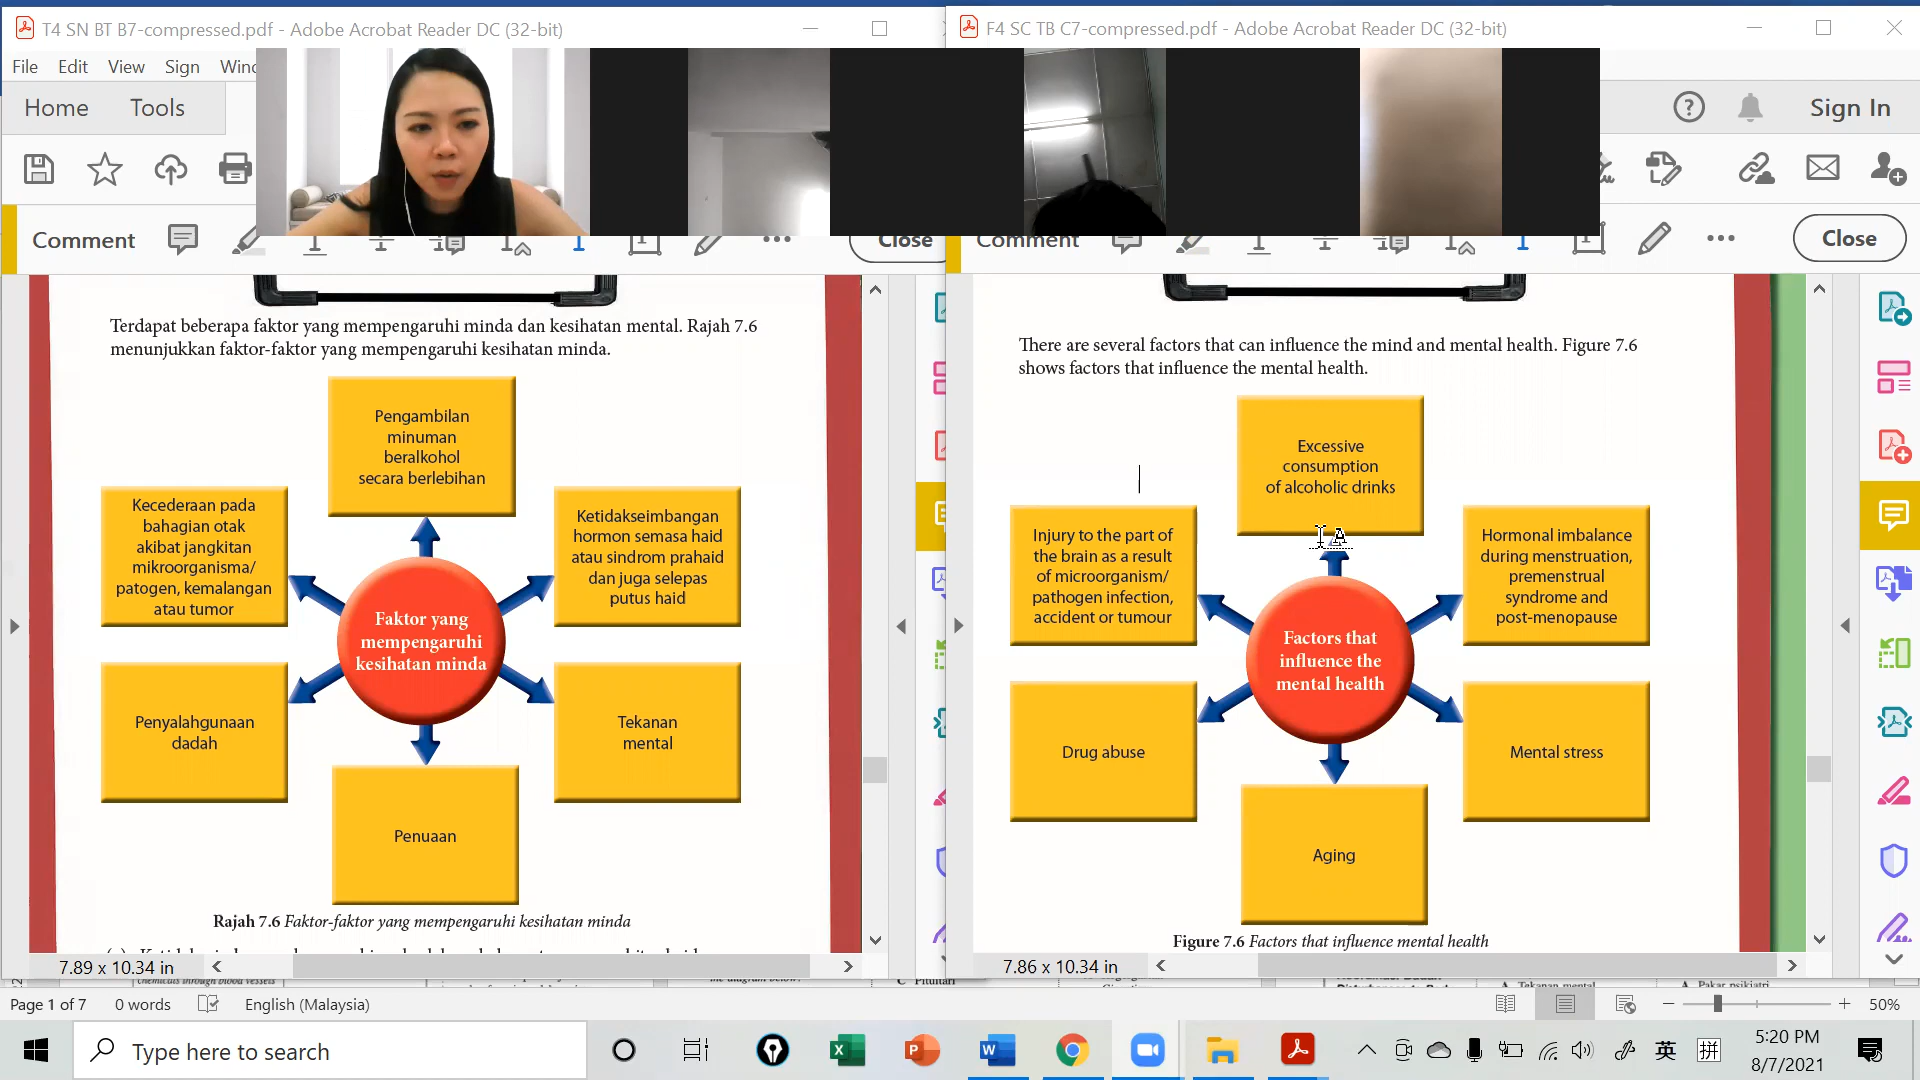 T4 SN BT B7-compressed.pdf - Adobe Acrobat Reader DC (32-bit)
File Edit View Sign
Home Tools
Comment
Close
Terdapat beberapa faktor yang mempengaruhi minda dan kesihatan mental. Rajah 7.6
menunjukkan faktor-faktor yang mempengaruhi kesihatan minda.
Pengambilan
minuman
beralkohol
secara berlebihan
Kecederaan pada
bahagian otak
akibat jangkitan
mikroorganisma/
patogen, kemalangan
atau tumor
Ketidakseimbangan
hormon semasa haid
atau sindrom prahaid
dan juga selepas
putus haid
Faktor yang
mempengaruhi
kesihatan minda
Penyalahgunaan
dadah
Tekanan
mental
Penuaan
Rajah 7.6 Faktor-faktor yang mempengaruhi kesihatan minda
7.89 x 10.34 in
F4 SC TB C7-compressed.pdf - Adobe Acrobat Reader DC (32-bit)
Sign In
Comment
Close
There are several factors that can influence the mind and mental health. Figure 7.6
shows factors that influence the mental health.
Excessive
consumption
of alcoholic drinks
Injury to the part of
the brain as a result
of microorganism/
pathogen infection,
accident or tumour
Hormonal imbalance
during menstruation,
premenstrual
syndrome and
post-menopause
Factors that
influence the
mental health
Drug abuse
Mental stress
Aging
Figure 7.6 Factors that influence mental health
7.86 x 10.34 in
Page 1 of 7 0 words English (Malaysia) 50%
Type here to search
英 拼
5:20 PM
8/7/2021